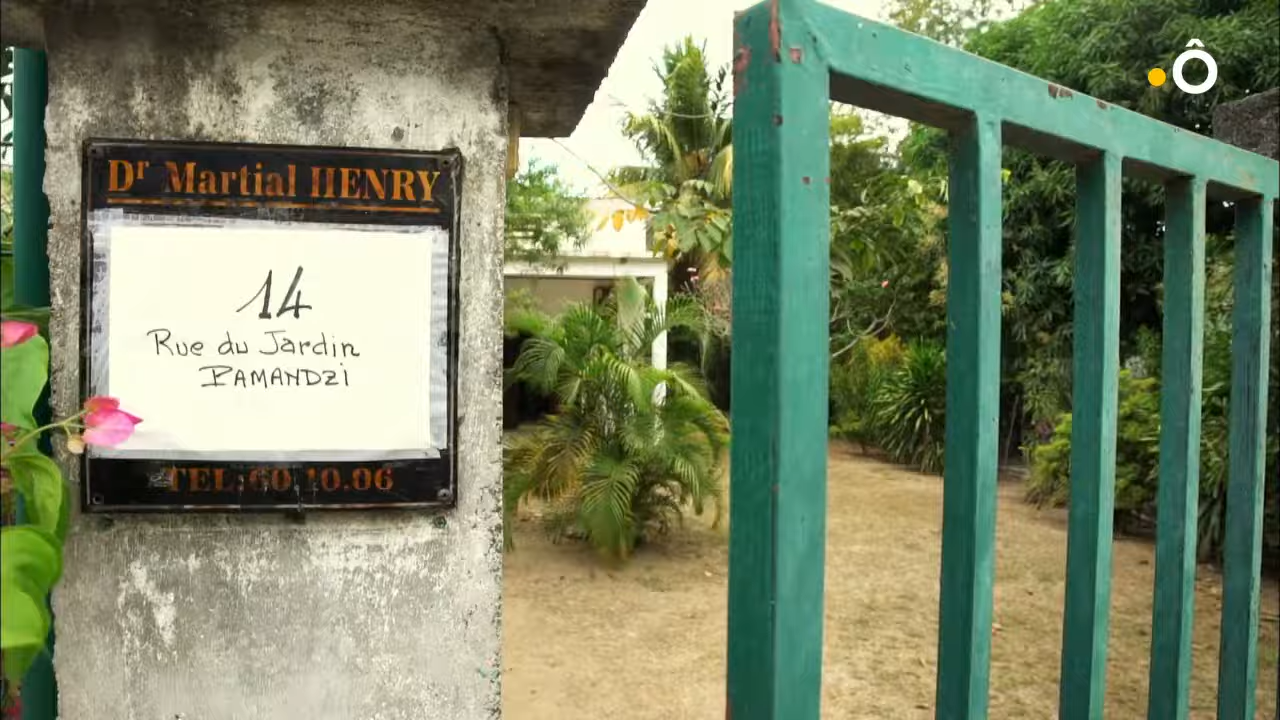 Dr Martial HENRY
14
Rue du Jardin
PAMANDZI
TEL:60.10.06
Ô